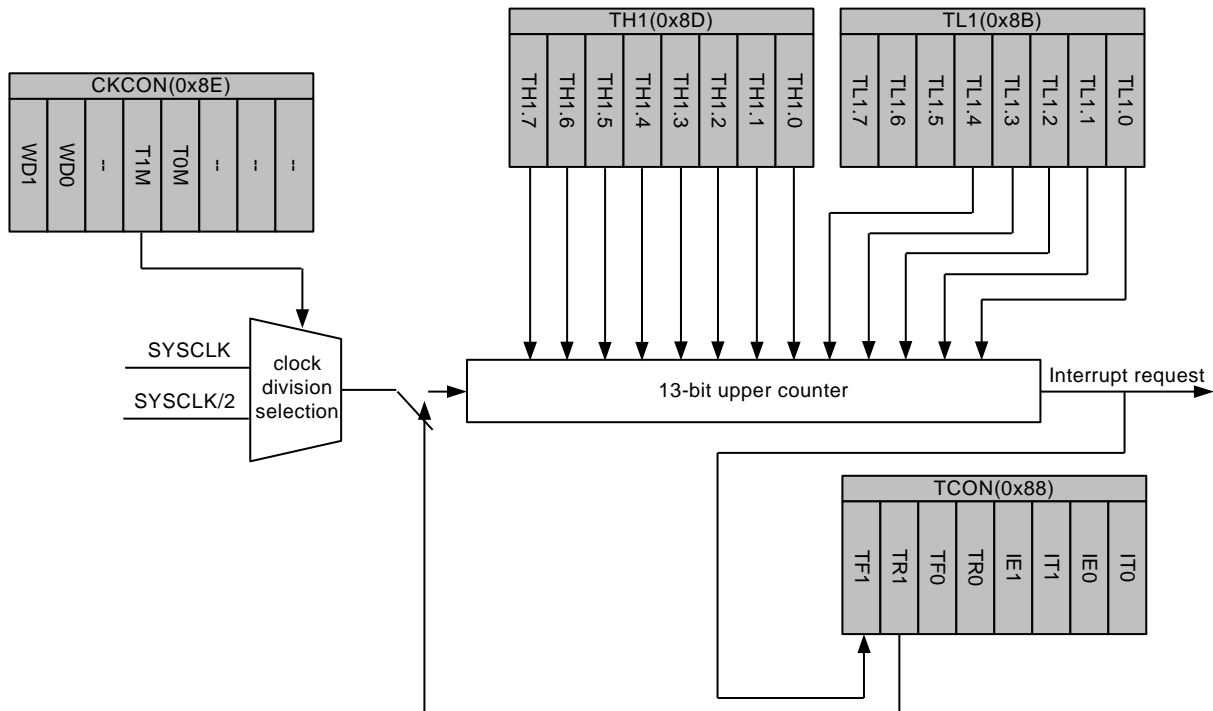 TH1(0x8D)
TH1.7
TH1.6
TH1.5
TH1.4
TH1.3
TH1.2
TH1.1
TH1.0
TL1(0x8B)
TL1.7
TL1.6
TL1.5
TL1.4
TL1.3
TL1.2
TL1.1
TL1.0
CKCON(0x8E)
WD1
WD0
--
T1M
T0M
--
--
--
SYSCLK
SYSCLK/2
clock
division
selection
13-bit upper counter
Interrupt request
TCON(0x88)
TF1
TR1
TF0
TR0
IE1
IT1
IE0
IT0